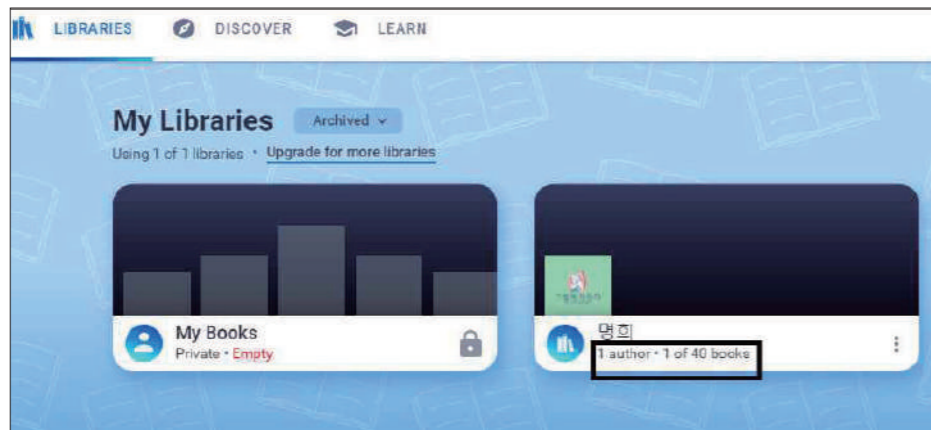 LIBRARIES DISCOVER LEARN
My Libraries Archived
Using 1 of 1 libraries • Upgrade for more libraries
My Books
Private • Empty
명희
1 author • 1 of 40 books